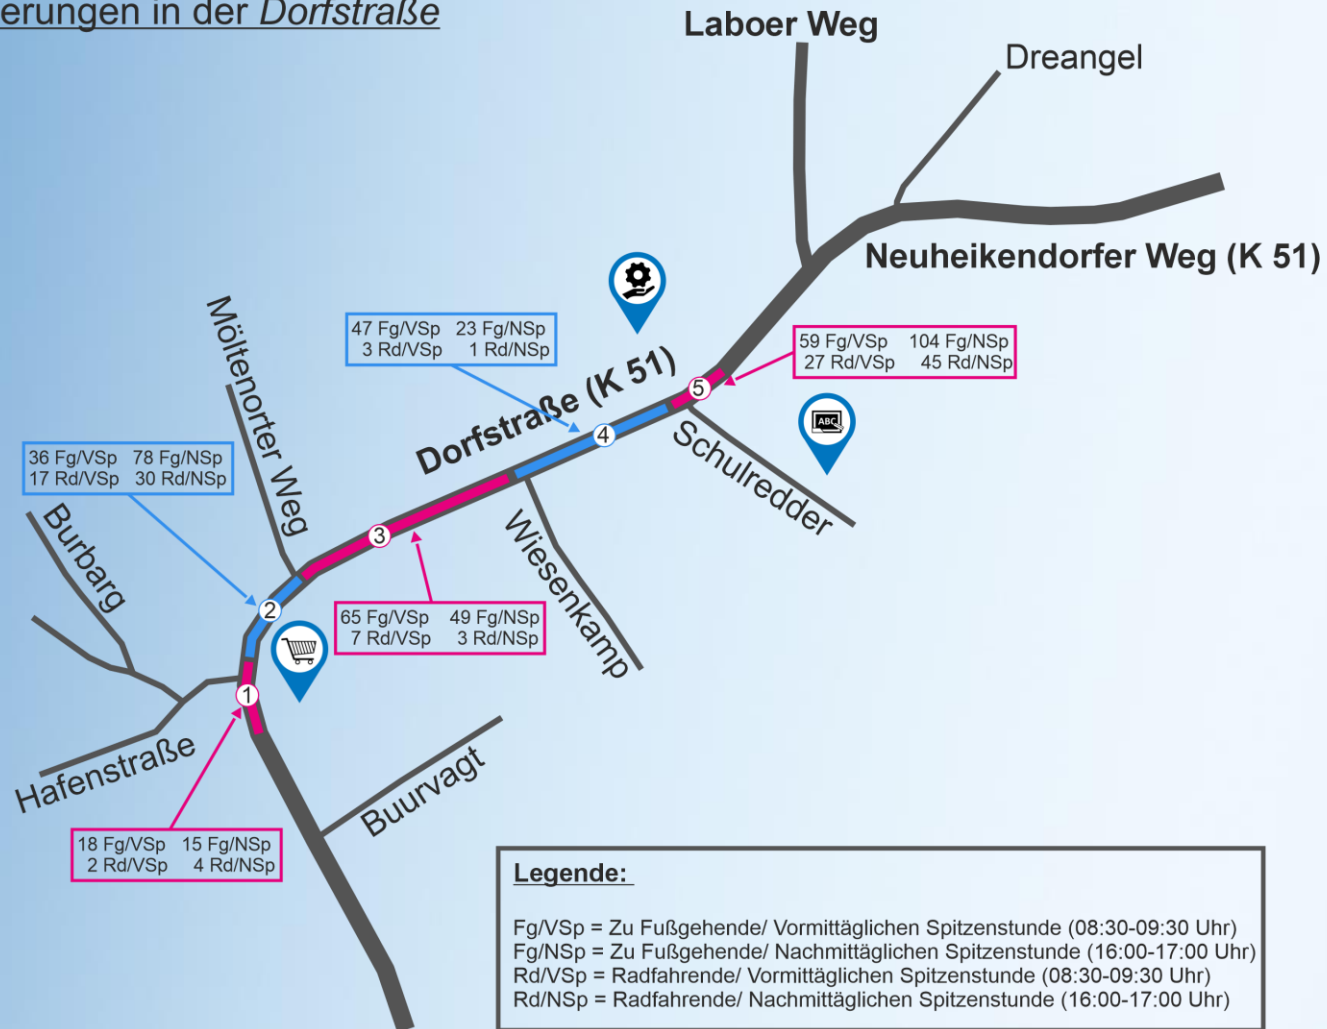 erungen in der Dorfstraße
Laboer Weg
Dreangel
Neuheikendorfer Weg (K 51)
Möltenorter Weg
47 Fg/VSp 23 Fg/NSp
3 Rd/VSp 1 Rd/NSp
59 Fg/VSp 104 Fg/NSp
27 Rd/VSp 45 Rd/NSp
Dorfstraße (K 51)
5
ABC
4
Schulredder
36 Fg/VSp 78 Fg/NSp
17 Rd/VSp 30 Rd/NSp
Burbarg
3
Wiesenkamp
2
65 Fg/VSp 49 Fg/NSp
7 Rd/VSp 3 Rd/NSp
1
Hafenstraße
Buurvagt
18 Fg/VSp 15 Fg/NSp
2 Rd/VSp 4 Rd/NSp
Legende:
Fg/VSp = Zu Fußgehende/ Vormittäglichen Spitzenstunde (08:30-09:30 Uhr)
Fg/NSp = Zu Fußgehende/ Nachmittäglichen Spitzenstunde (16:00-17:00 Uhr)
Rd/VSp = Radfahrende/ Vormittäglichen Spitzenstunde (08:30-09:30 Uhr)
Rd/NSp = Radfahrende/ Nachmittäglichen Spitzenstunde (16:00-17:00 Uhr)